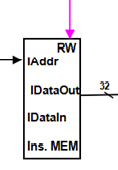 RW
IAddr
32
IDataOut
IDataIn
Ins. MEM